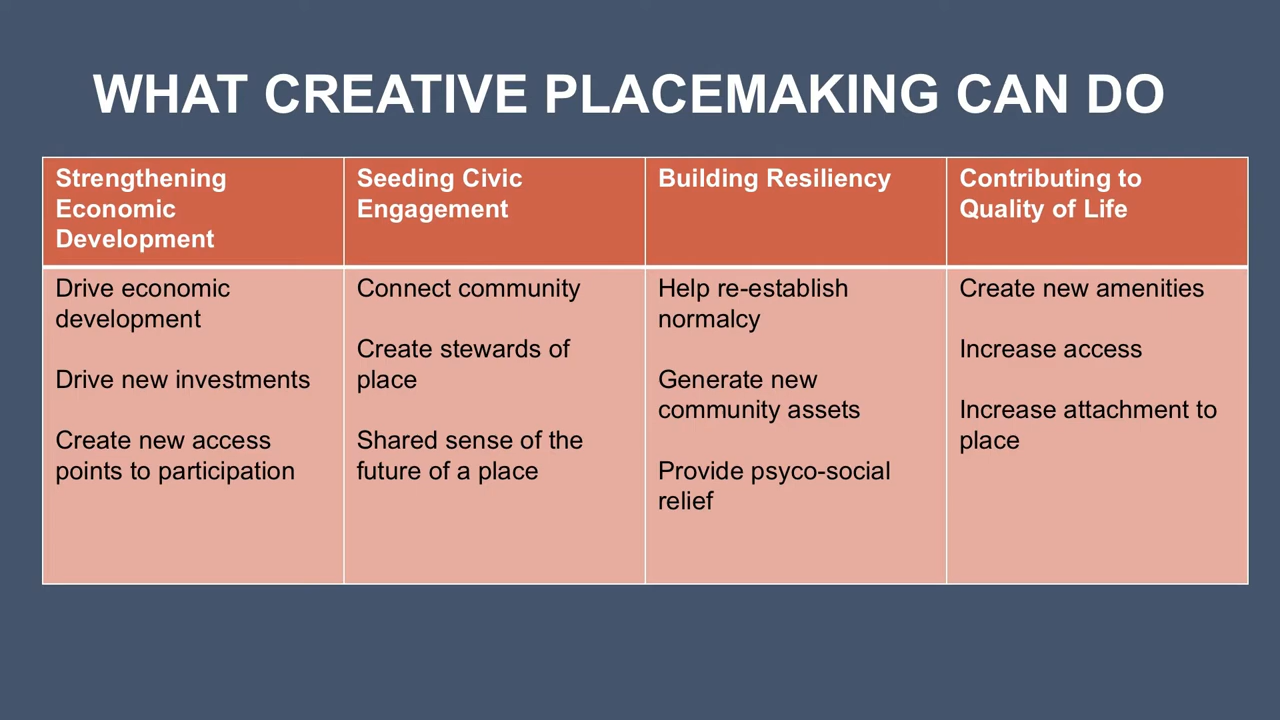 WHAT CREATIVE PLACEMAKING CAN DO
Strengthening
Economic
Development
Seeding Civic
Engagement
Building Resiliency
Contributing to
Quality of Life
Drive economic
development
Drive new investments
Create new access
points to participation
Connect community
Create stewards of
place
Shared sense of the
future of a place
Help re-establish
normalcy
Generate new
community assets
Provide psyco-social
relief
Create new amenities
Increase access
Increase attachment to
place